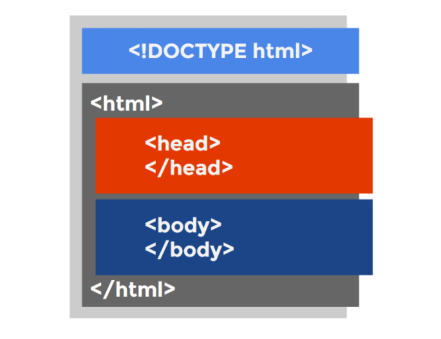 <!DOCTYPE html>
<html>
<head>
</head>
<body>
</body>
</html>